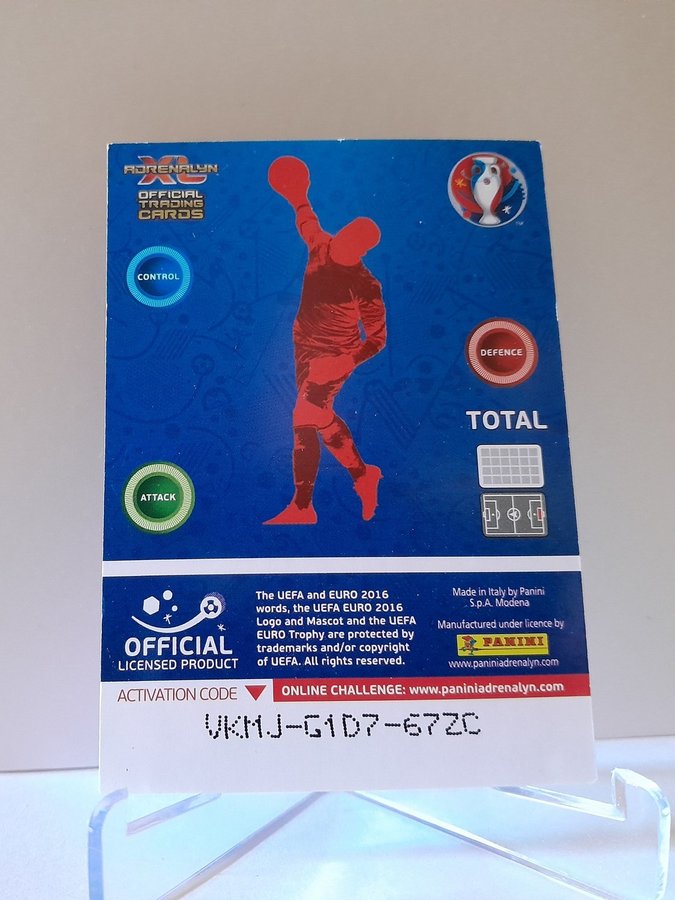 ADRENALYN
XL
OFFICIAL
TRADING
CARDS
CONTROL
DEFENCE
TOTAL
ATTACK
OFFICIAL
LICENSED PRODUCT
The UEFA and EURO 2016
words, the UEFA EURO 2016
Logo and Mascot and the UEFA
EURO Trophy are protected by
trademarks and/or copyright
of UEFA. All rights reserved.
Made in Italy by Panini
S.p.A. Modena
Manufactured under licence by
PANINI
www.paniniadrenalyn.com
ACTIVATION CODE
ONLINE CHALLENGE: www.paniniadrenalyn.com
VKMJ-G1D7-67ZC